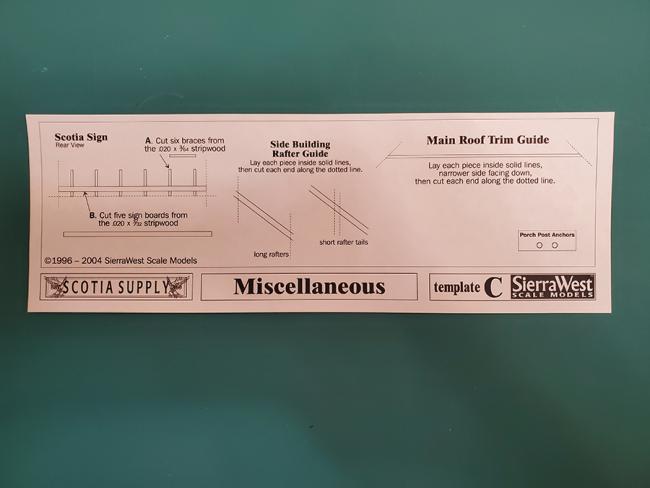 Scotia Sign
Rear View
A. Cut six braces from
the .020 x 3⁄64 stripwood
B. Cut five sign boards from
the .020 x 3⁄32 stripwood
©1996 – 2004 SierraWest Scale Models
Side Building
Rafter Guide
Lay each piece inside solid lines,
then cut each end along the dotted line.
long rafters
short rafter tails
Main Roof Trim Guide
Lay each piece inside solid lines,
narrower side facing down,
then cut each end along the dotted line.
Porch Post Anchors
SCOTIA SUPPLY
Miscellaneous
template C
SierraWest
SCALE MODELS